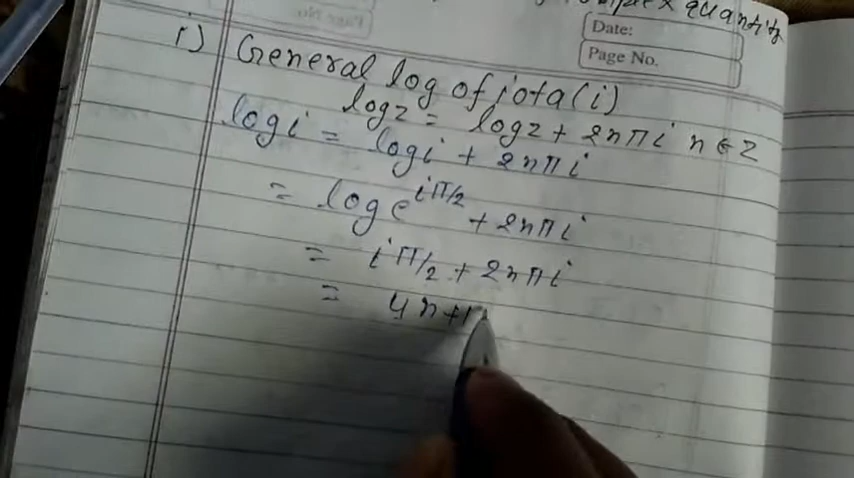 quantity
Date:
Page No.
i) General log of iota(i)
log z = log z + 2nπi n ∈ Z
log i = log i + 2nπi
= log e^{iπ/2} + 2nπi
= iπ/2 + 2nπi
= 4n+1